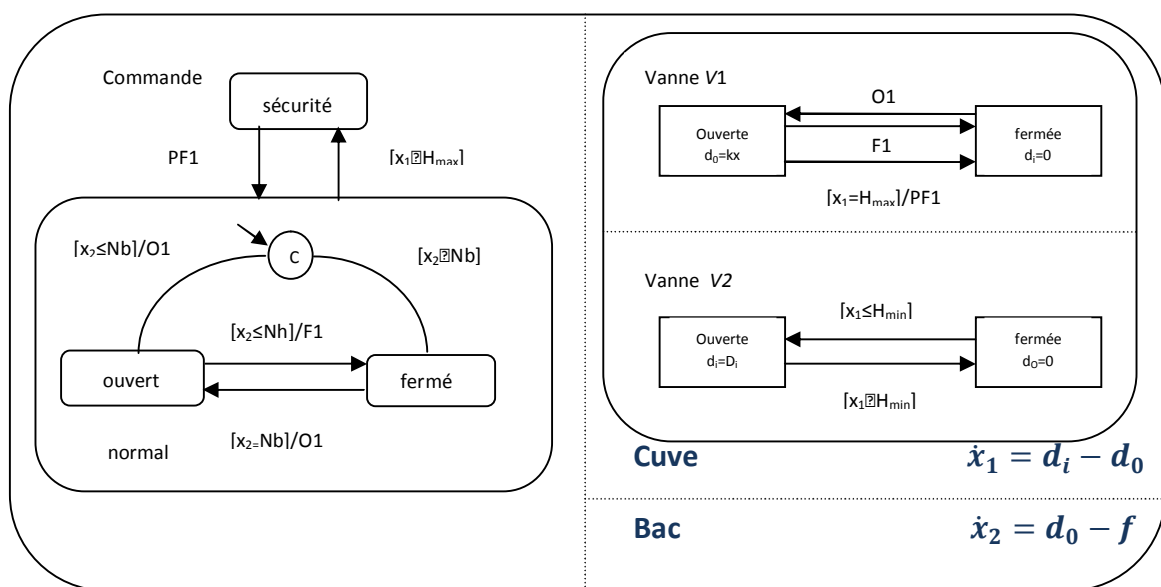 Commande
sécurité
PF1
[x₁⍰Hmax]
[x₂≤Nb]/O1
C
[x₂⍰Nb]
[x₂≤Nh]/F1
ouvert
fermé
[x₂=Nb]/O1
normal
Vanne V1
O1
Ouverte
d₀=kx
fermée
dᵢ=0
F1
[x₁=Hmax]/PF1
Vanne V2
[x₁≤Hmin]
Ouverte
dᵢ=Dᵢ
fermée
dO=0
[x₁⍰Hmin]
Cuve ẋ₁ = dᵢ − d₀
Bac ẋ₂ = d₀ − f